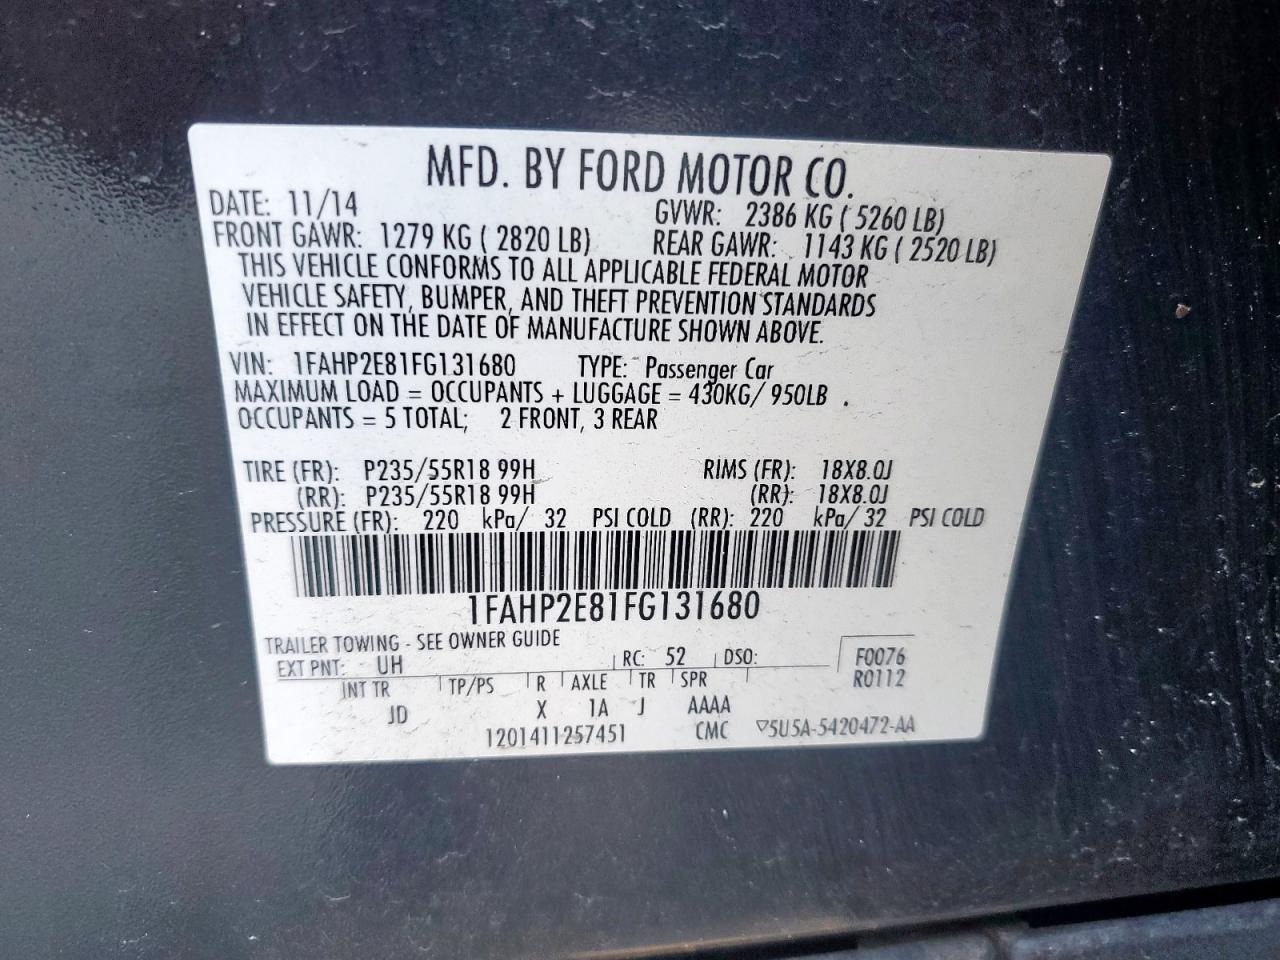 MFD. BY FORD MOTOR CO.
DATE: 11/14 GVWR: 2386 KG ( 5260 LB)
FRONT GAWR: 1279 KG ( 2820 LB) REAR GAWR: 1143 KG ( 2520 LB)
THIS VEHICLE CONFORMS TO ALL APPLICABLE FEDERAL MOTOR
VEHICLE SAFETY, BUMPER, AND THEFT PREVENTION STANDARDS
IN EFFECT ON THE DATE OF MANUFACTURE SHOWN ABOVE.
VIN: 1FAHP2E81FG131680 TYPE: Passenger Car
MAXIMUM LOAD = OCCUPANTS + LUGGAGE = 430KG/ 950LB .
OCCUPANTS = 5 TOTAL; 2 FRONT, 3 REAR
TIRE (FR): P235/55R18 99H RIMS (FR): 18X8.0J
(RR): P235/55R18 99H (RR): 18X8.0J
PRESSURE (FR): 220 kPa/ 32 PSI COLD (RR): 220 kPa/ 32 PSI COLD
1FAHP2E81FG131680
TRAILER TOWING - SEE OWNER GUIDE
EXT PNT: UH RC: 52 DSO: F0076
INT TR TP/PS R AXLE TR SPR R0112
JD X 1A J AAAA
1201411257451 CMC ▽5U5A-5420472-AA